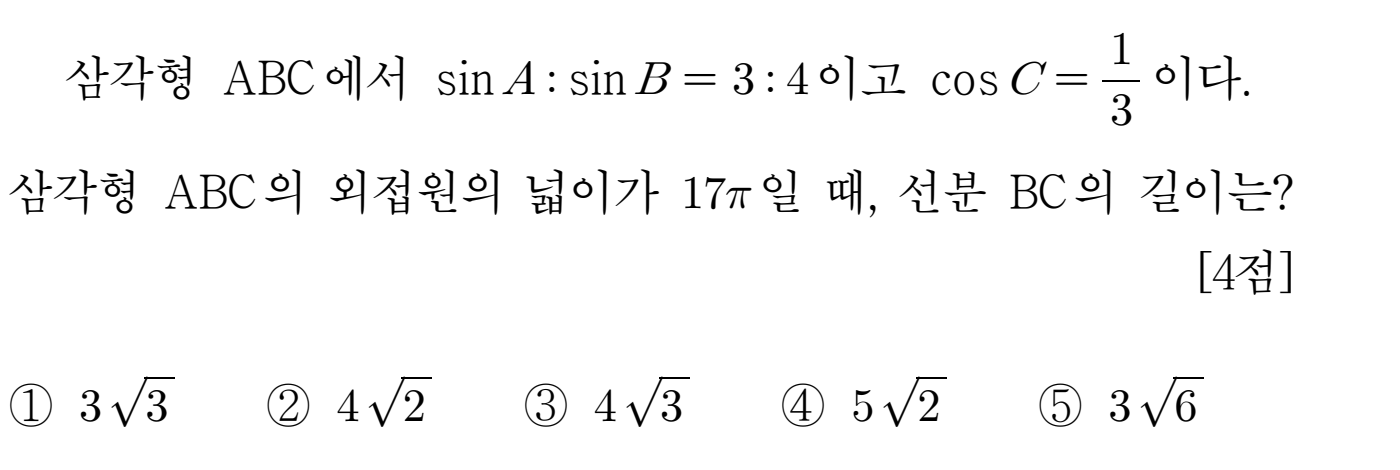 삼각형 ABC에서 sin A : sin B = 3 : 4이고 cos C = 1/3 이다.
삼각형 ABC의 외접원의 넓이가 17π일 때, 선분 BC의 길이는?
[4점]
① 3√3 ② 4√2 ③ 4√3 ④ 5√2 ⑤ 3√6